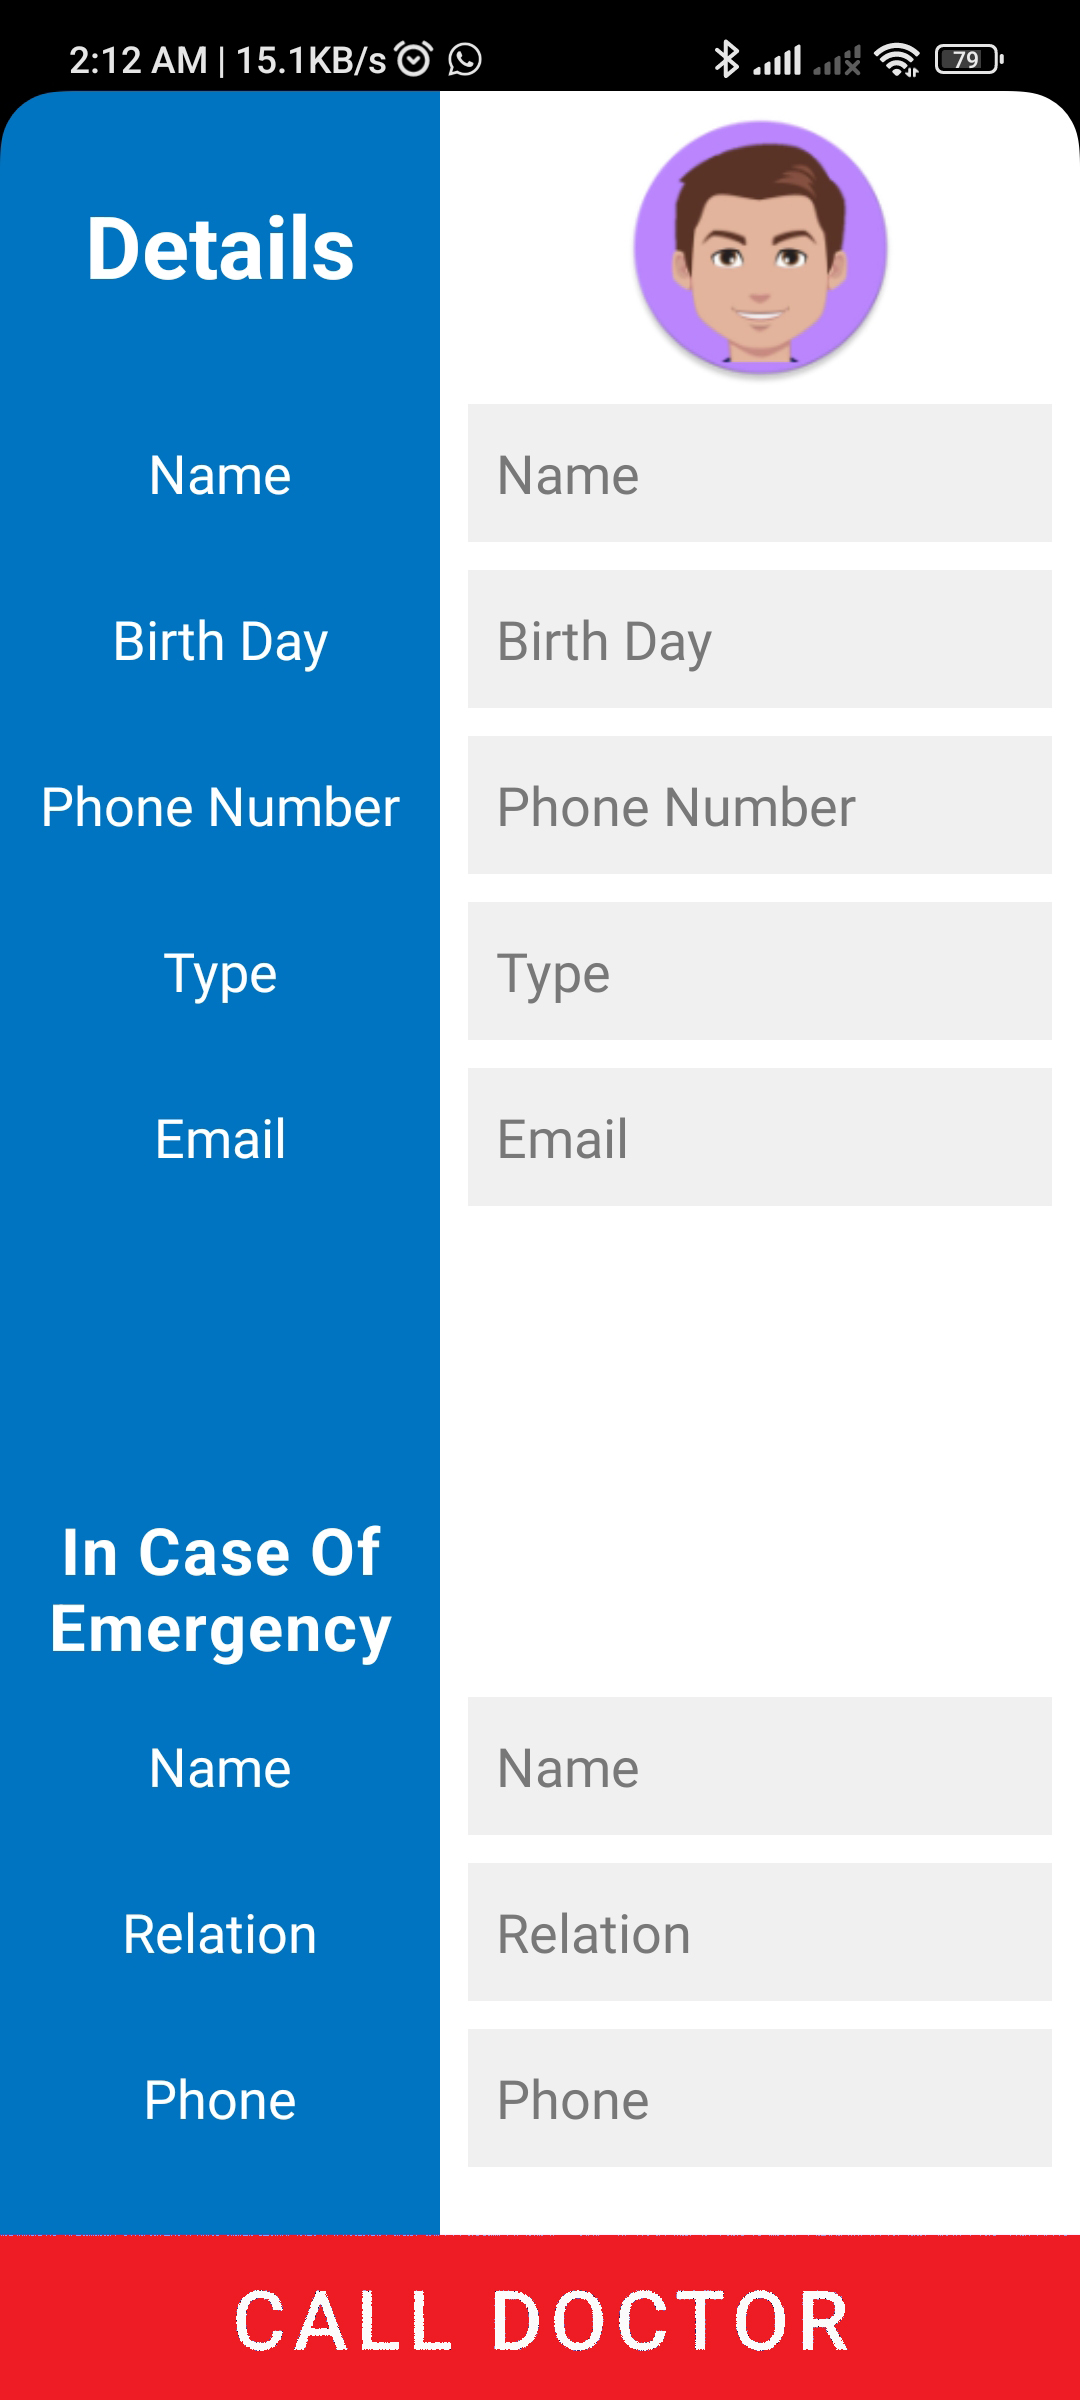 2:12 AM | 15.1KB/s
79
Details
Name
Name
Birth Day
Birth Day
Phone Number
Phone Number
Type
Type
Email
Email
In Case Of
Emergency
Name
Name
Relation
Relation
Phone
Phone
CALL DOCTOR